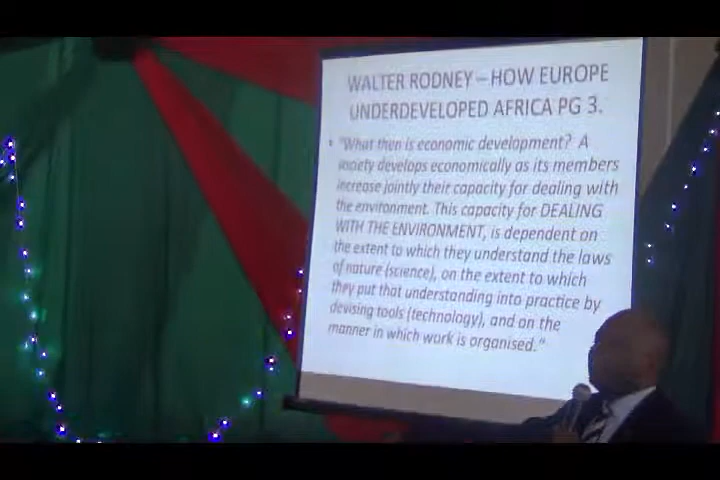 WALTER RODNEY – HOW EUROPE
UNDERDEVELOPED AFRICA PG 3.
• "What then is economic development? A
society develops economically as its members
increase jointly their capacity for dealing with
the environment. This capacity for DEALING
WITH THE ENVIRONMENT, is dependent on
the extent to which they understand the laws
of nature (science), on the extent to which
they put that understanding into practice by
devising tools (technology), and on the
manner in which work is organised."